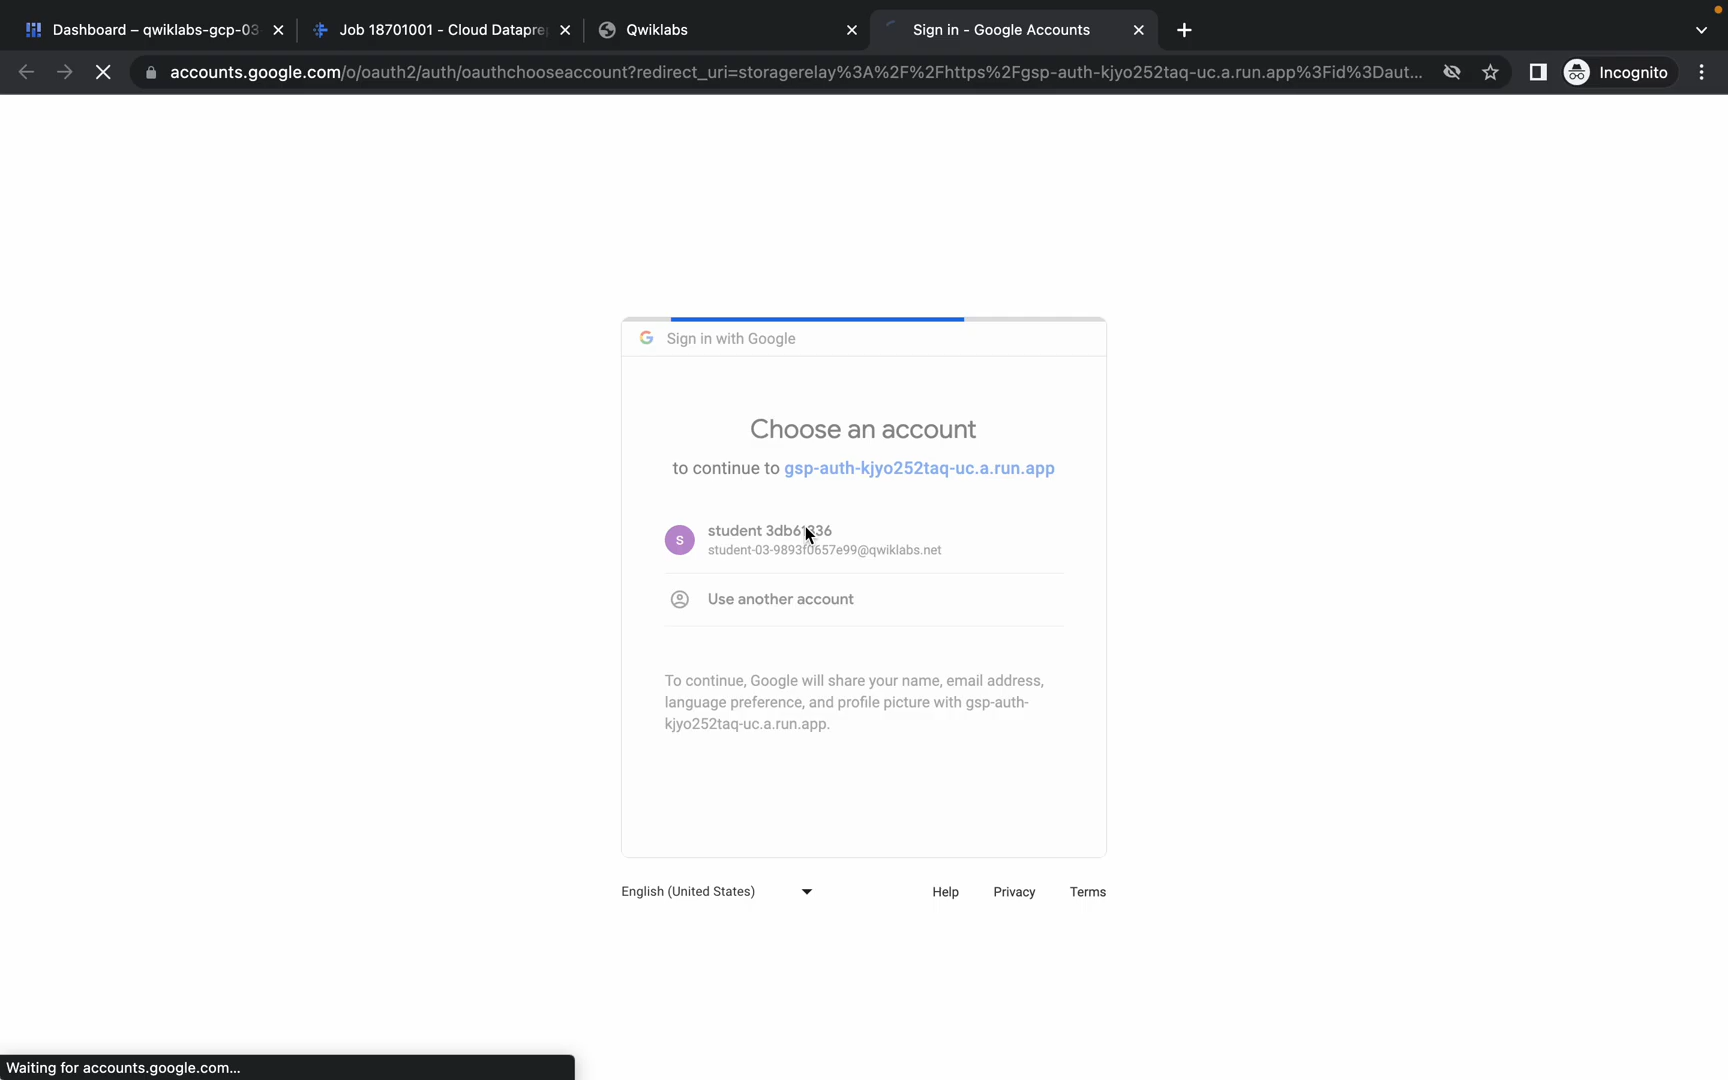 Dashboard – qwiklabs-gcp-03-
Job 18701001 - Cloud Dataprep
Qwiklabs
Sign in - Google Accounts
accounts.google.com/o/oauth2/auth/oauthchooseaccount?redirect_uri=storagerelay%3A%2F%2Fhttps%2Fgsp-auth-kjyo252taq-uc.a.run.app%3Fid%3Daut...
Incognito
G Sign in with Google
Choose an account
to continue to gsp-auth-kjyo252taq-uc.a.run.app
s
student 3db61336
student-03-9893f0657e99@qwiklabs.net
Use another account
To continue, Google will share your name, email address,
language preference, and profile picture with gsp-auth-
kjyo252taq-uc.a.run.app.
English (United States)
Help
Privacy
Terms
Waiting for accounts.google.com...